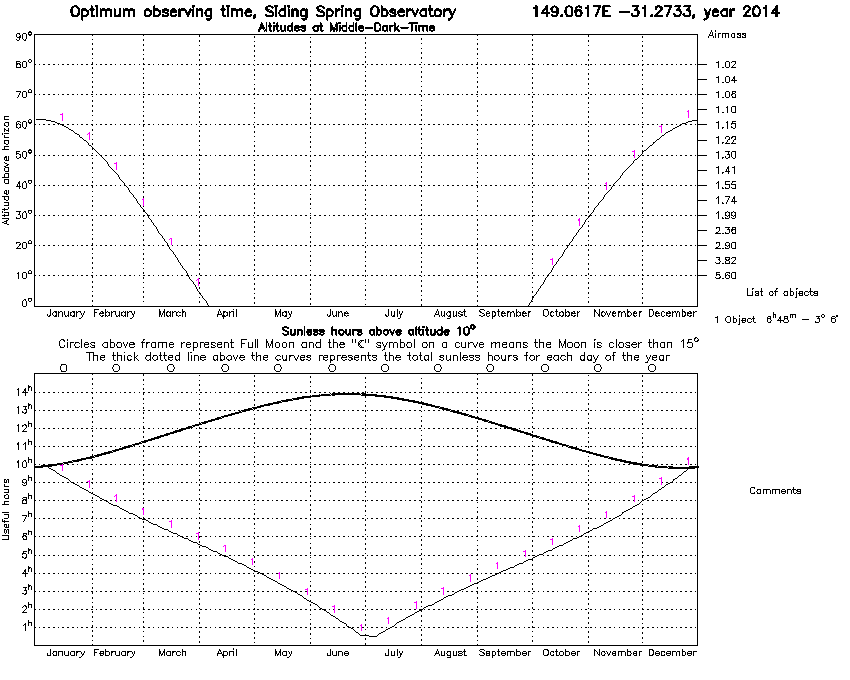 Optimum observing time, Siding Spring Observatory 149.0617E −31.2733, year 2014
Altitudes at Middle-Dark-Time
Airmass
90°
80°
70°
60°
50°
40°
30°
20°
10°
0°
Altitude above horizon
1.02
1.04
1.06
1.10
1.15
1.22
1.30
1.41
1.55
1.74
1.99
2.36
2.90
3.82
5.60
January February March April May June July August September October November December
List of objects
1 Object 6h48m − 3° 6'
Sunless hours above altitude 10°
Circles above frame represent Full Moon and the "☾" symbol on a curve means the Moon is closer than 15°
The thick dotted line above the curves represents the total sunless hours for each day of the year
14h
13h
12h
11h
10h
9h
8h
7h
6h
5h
4h
3h
2h
1h
Useful hours
Comments
January February March April May June July August September October November December